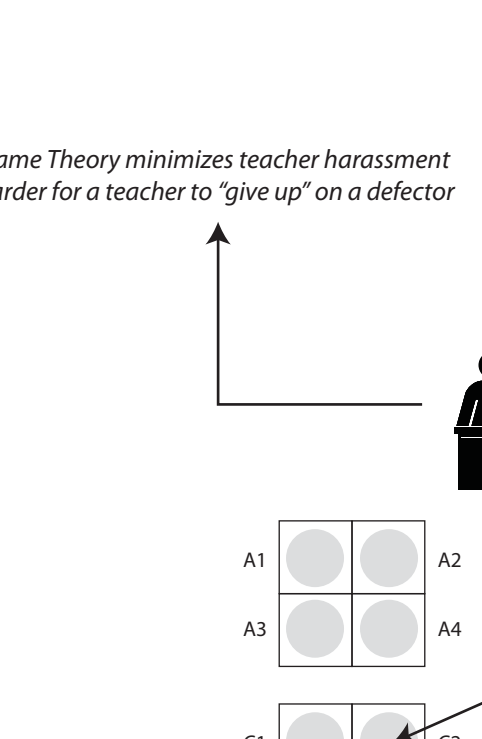 ame Theory minimizes teacher harassment
arder for a teacher to “give up” on a defector
A1
A2
A3
A4